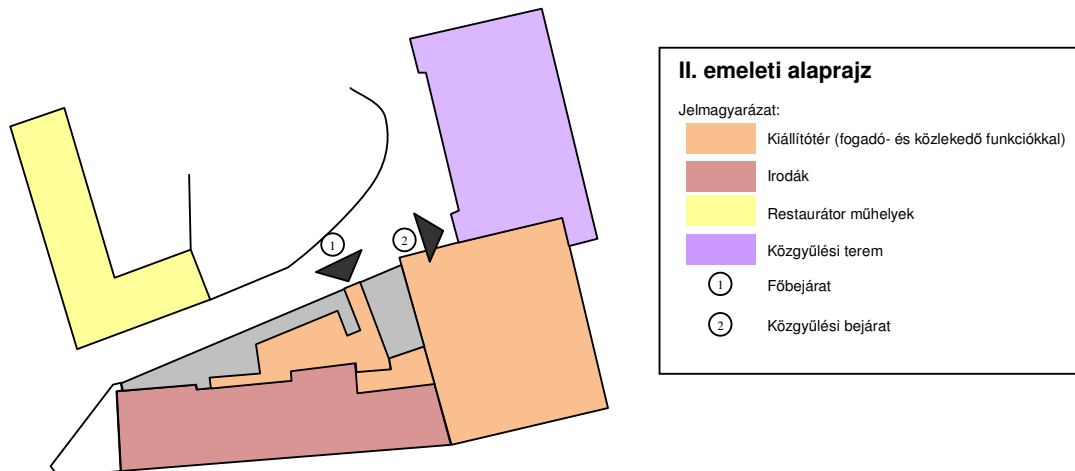 II. emeleti alaprajz
Jelmagyarázat:
Kiállítótér (fogadó- és közlekedő funkciókkal)
Irodák
Restaurátor műhelyek
Közgyűlési terem
1 Főbejárat
2 Közgyűlési bejárat
1
2